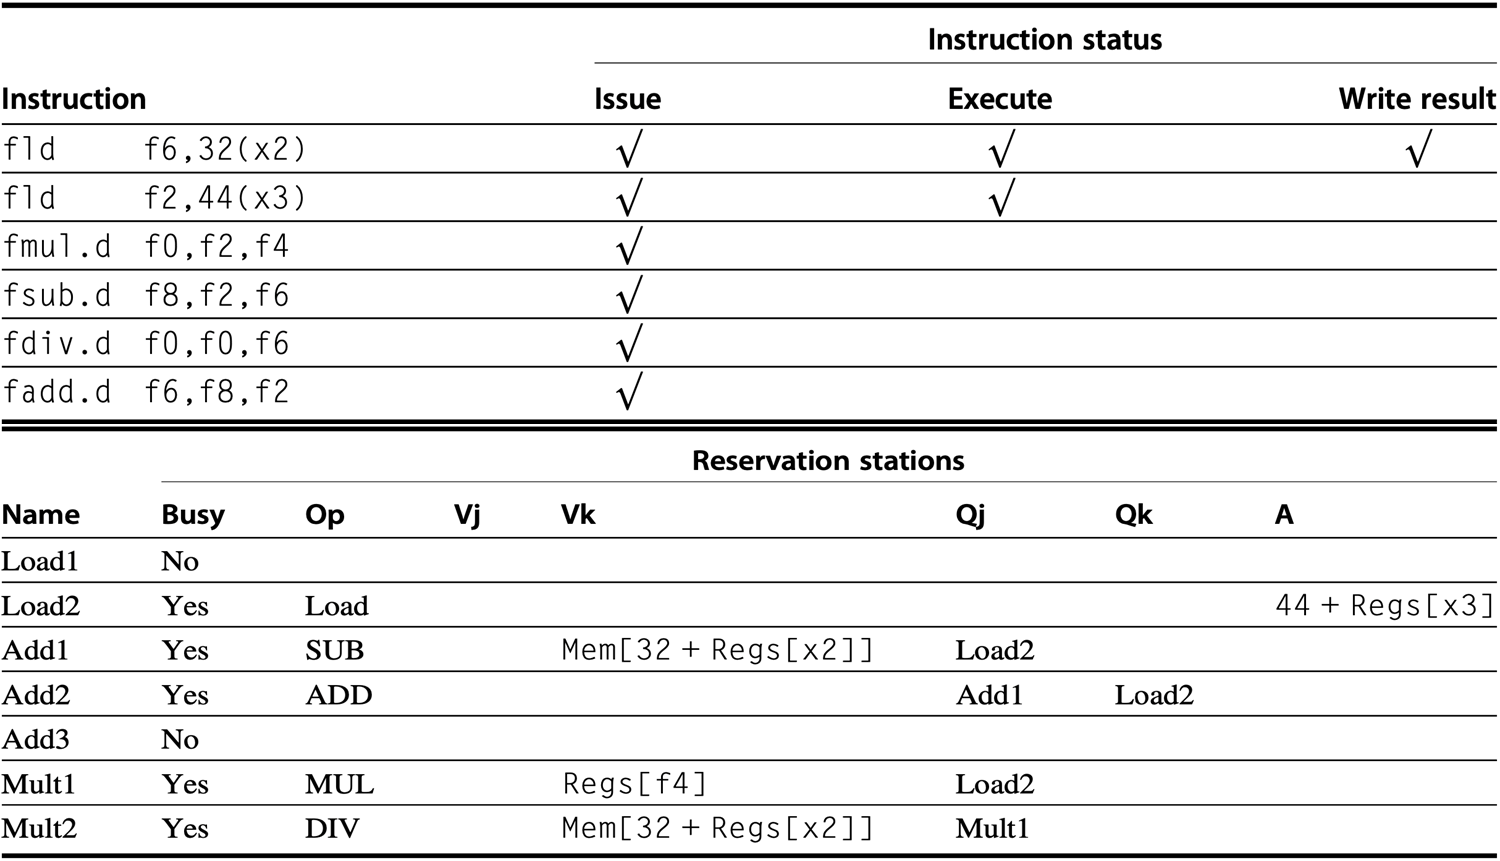 Instruction status
Instruction Issue Execute Write result
fld f6,32(x2) √ √ √
fld f2,44(x3) √ √
fmul.d f0,f2,f4 √
fsub.d f8,f2,f6 √
fdiv.d f0,f0,f6 √
fadd.d f6,f8,f2 √
Reservation stations
Name Busy Op Vj Vk Qj Qk A
Load1 No
Load2 Yes Load 44 + Regs[x3]
Add1 Yes SUB Mem[32 + Regs[x2]] Load2
Add2 Yes ADD Add1 Load2
Add3 No
Mult1 Yes MUL Regs[f4] Load2
Mult2 Yes DIV Mem[32 + Regs[x2]] Mult1